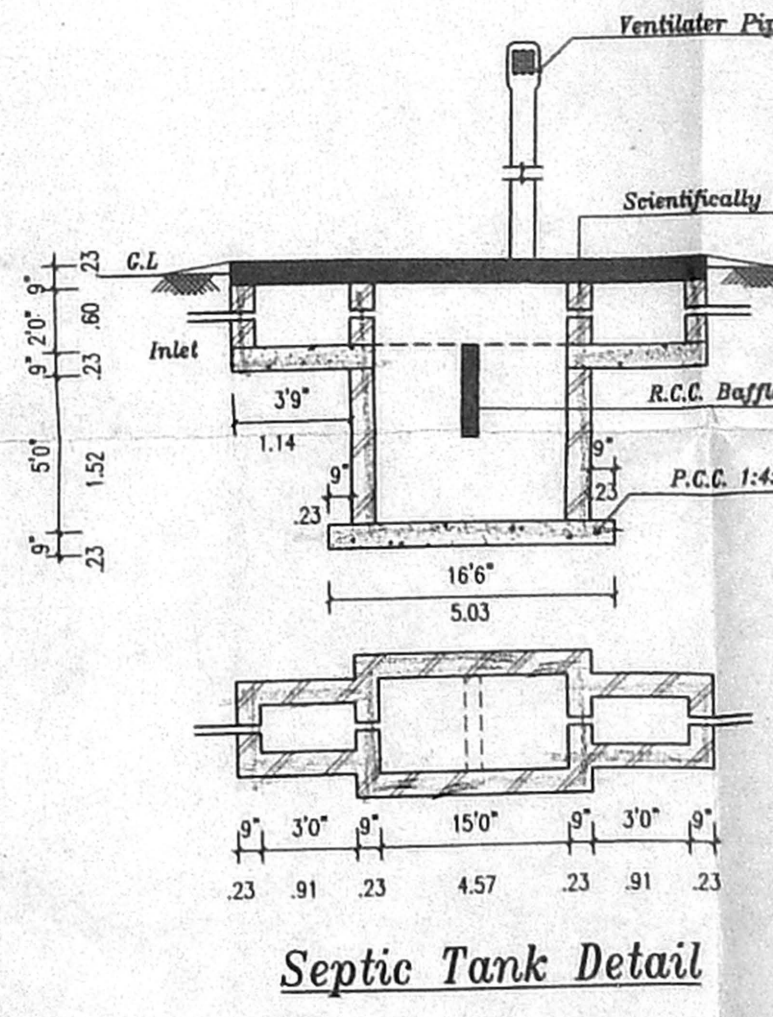 Ventilater Pip
Scientifically
G.L
9" .23
2'0" .60
9" .23
5'0" 1.52
9" .23
Inlet
3'9"
1.14
R.C.C. Baffl
9"
.23
9"
.23
P.C.C. 1:4:
16'6"
5.03
9" 3'0" 9" 15'0" 9" 3'0" 9"
.23 .91 .23 4.57 .23 .91 .23
Septic Tank Detail